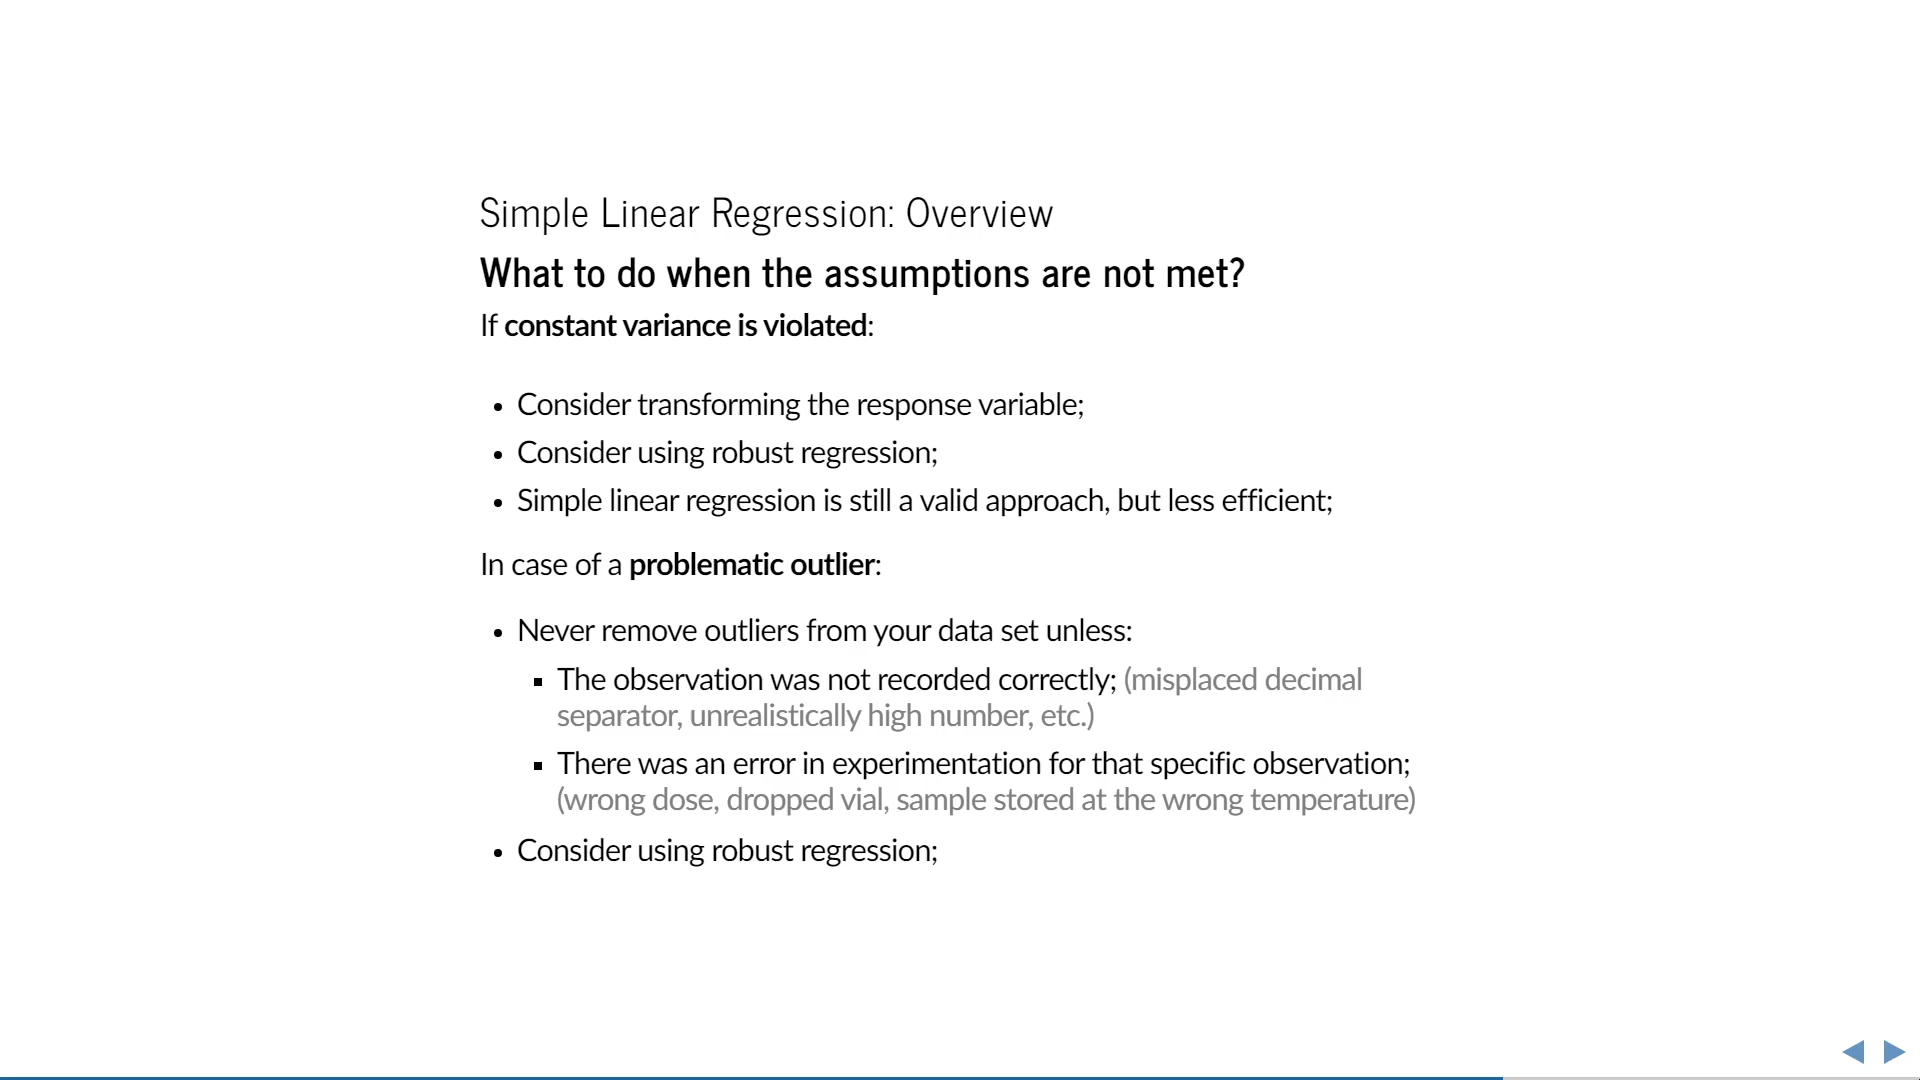 Simple Linear Regression: Overview
What to do when the assumptions are not met?
If constant variance is violated:
• Consider transforming the response variable;
• Consider using robust regression;
• Simple linear regression is still a valid approach, but less efficient;
In case of a problematic outlier:
• Never remove outliers from your data set unless:
▪ The observation was not recorded correctly; (misplaced decimal
separator, unrealistically high number, etc.)
▪ There was an error in experimentation for that specific observation;
(wrong dose, dropped vial, sample stored at the wrong temperature)
• Consider using robust regression;